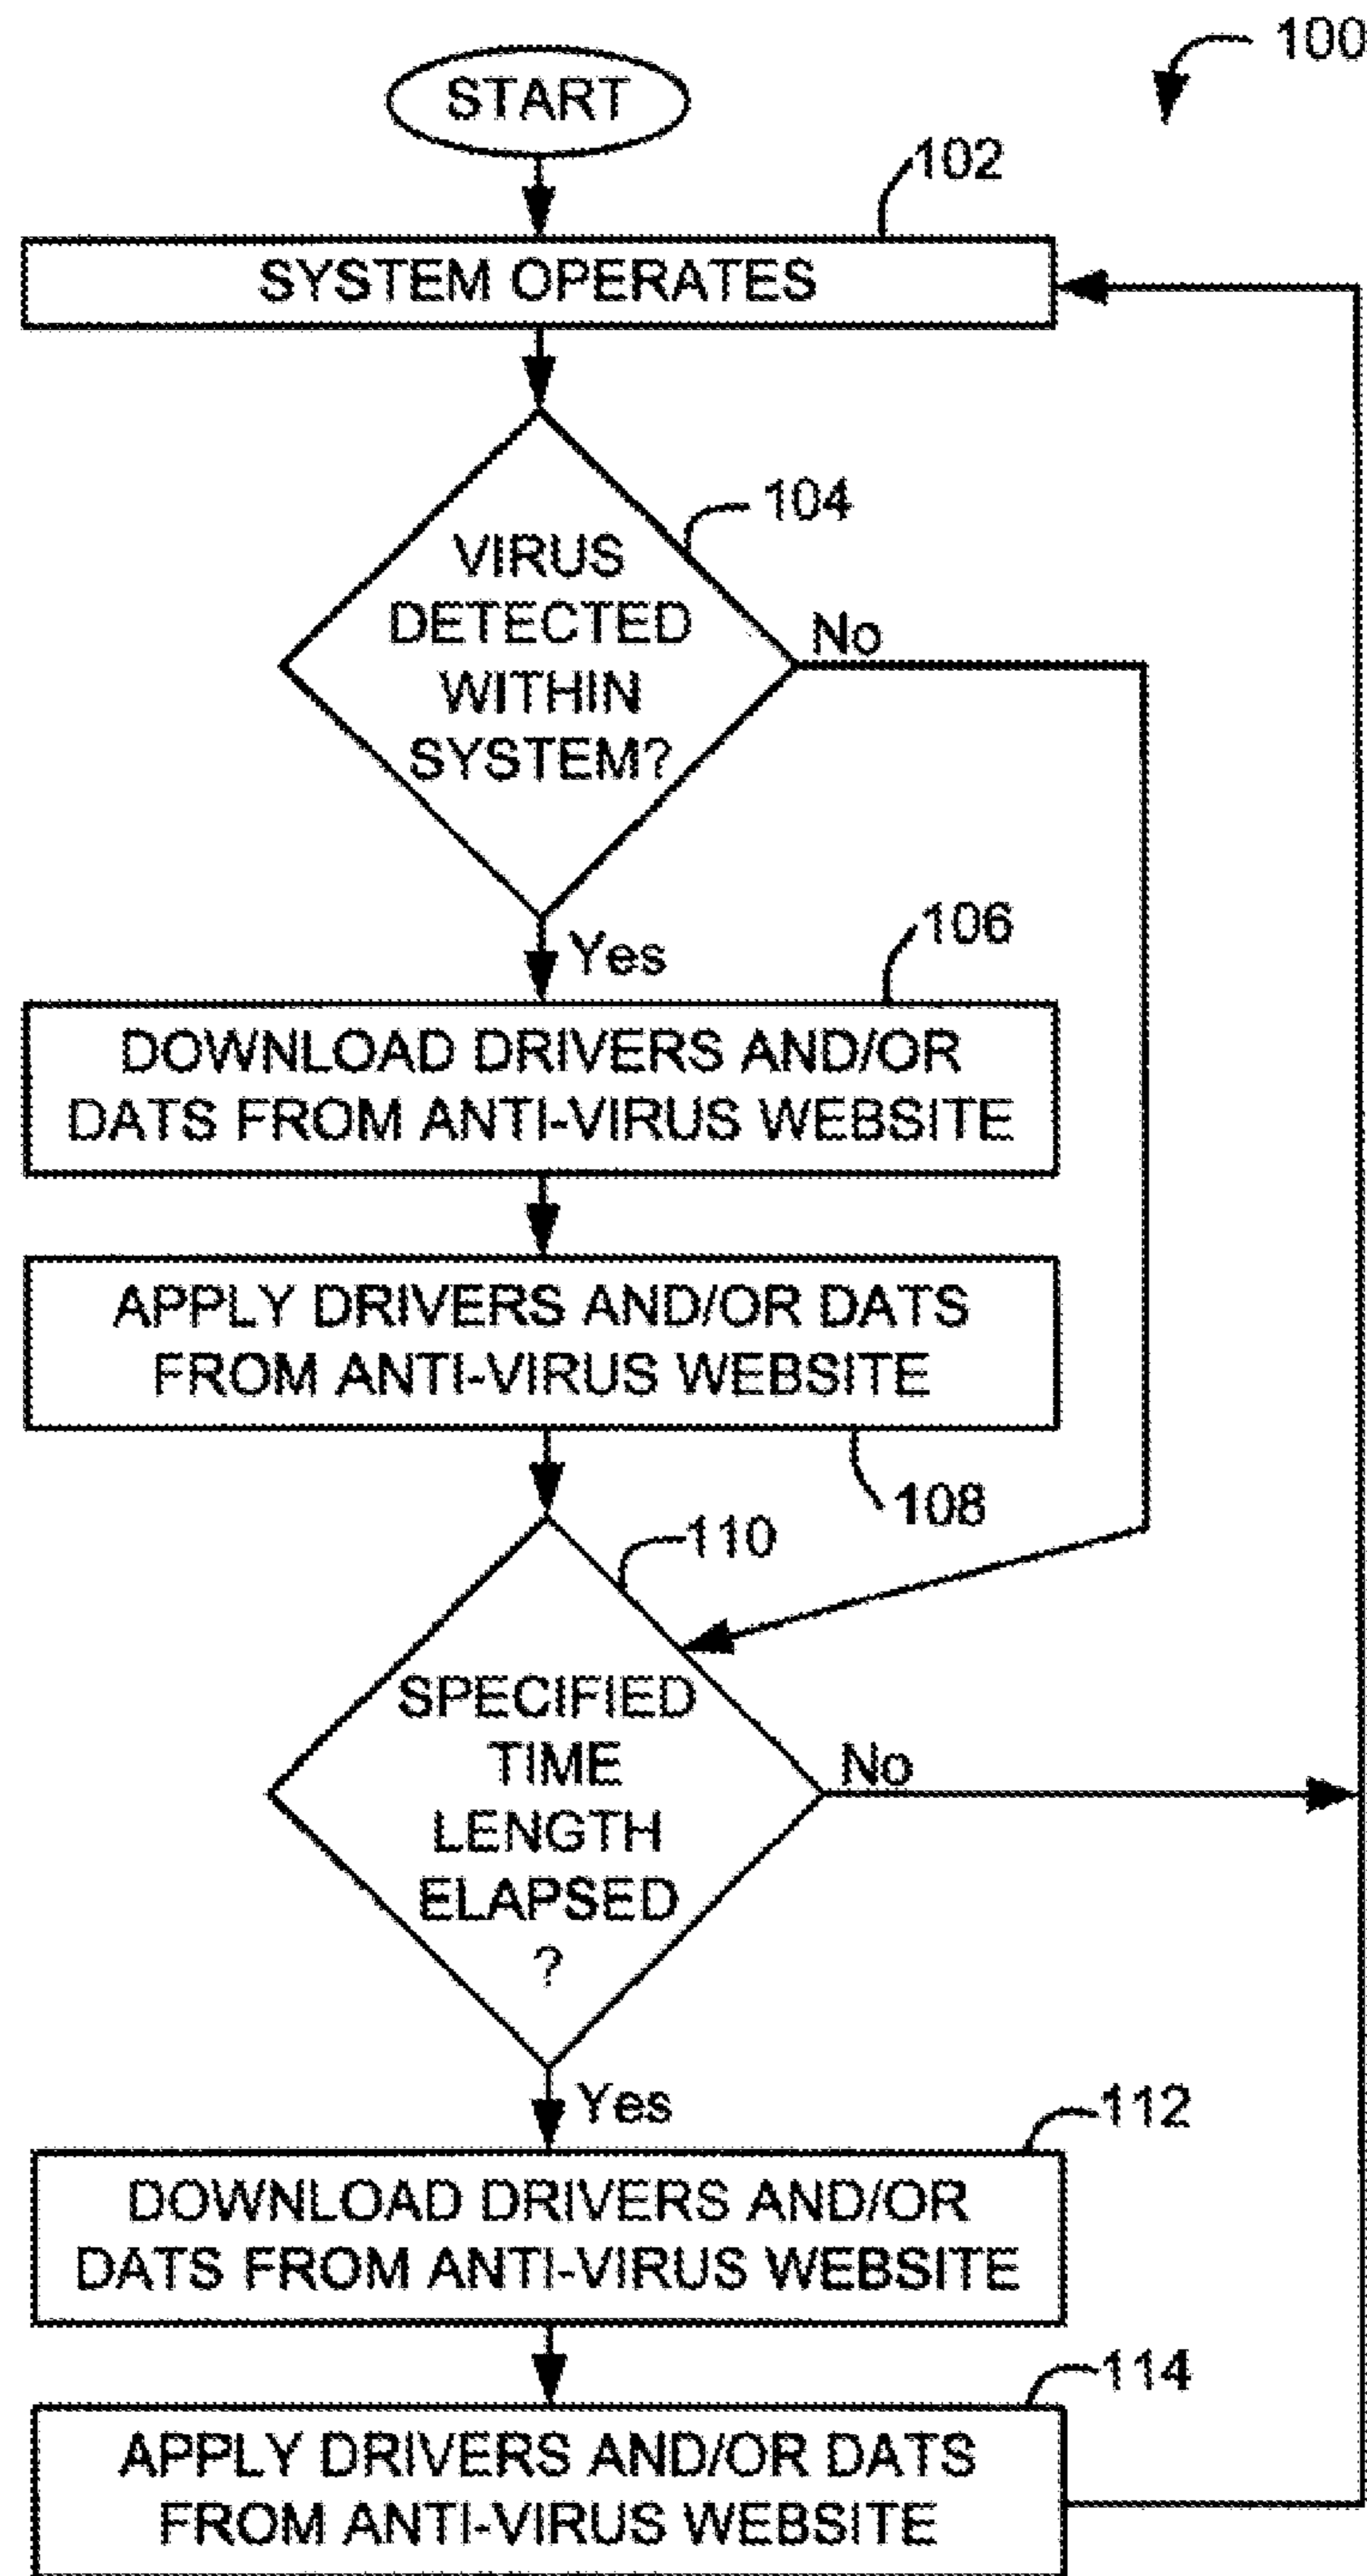 100
START
102
SYSTEM OPERATES
104
VIRUS
DETECTED
WITHIN
SYSTEM?
No
Yes
106
DOWNLOAD DRIVERS AND/OR
DATS FROM ANTI-VIRUS WEBSITE
APPLY DRIVERS AND/OR DATS
FROM ANTI-VIRUS WEBSITE
108
110
SPECIFIED
TIME
LENGTH
ELAPSED
?
No
Yes
112
DOWNLOAD DRIVERS AND/OR
DATS FROM ANTI-VIRUS WEBSITE
114
APPLY DRIVERS AND/OR DATS
FROM ANTI-VIRUS WEBSITE